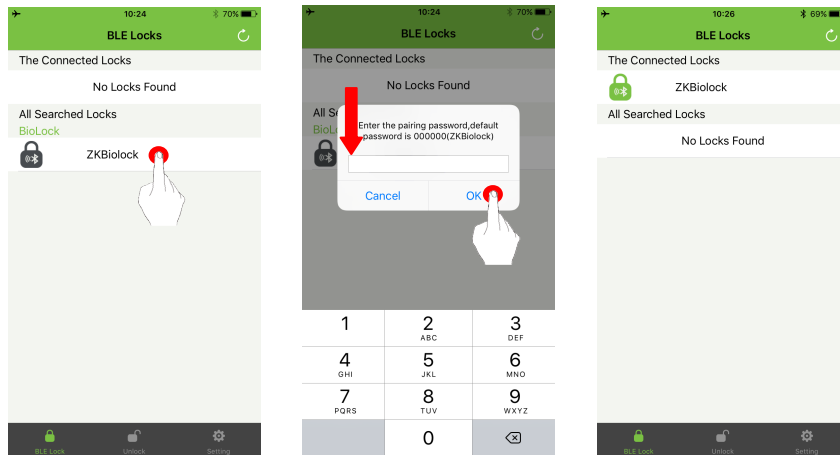 10:24
70%
BLE Locks
The Connected Locks
No Locks Found
All Searched Locks
BioLock
ZKBiolock
BLE Lock
Unlock
Setting
10:24
70%
BLE Locks
The Connected Locks
No Locks Found
All S
BioL
Enter the pairing password,default
password is 000000(ZKBiolock)
Cancel
OK
1
2
ABC
3
DEF
4
GHI
5
JKL
6
MNO
7
PQRS
8
TUV
9
WXYZ
0
10:26
69%
BLE Locks
The Connected Locks
ZKBiolock
All Searched Locks
No Locks Found
BLE Lock
Unlock
Setting